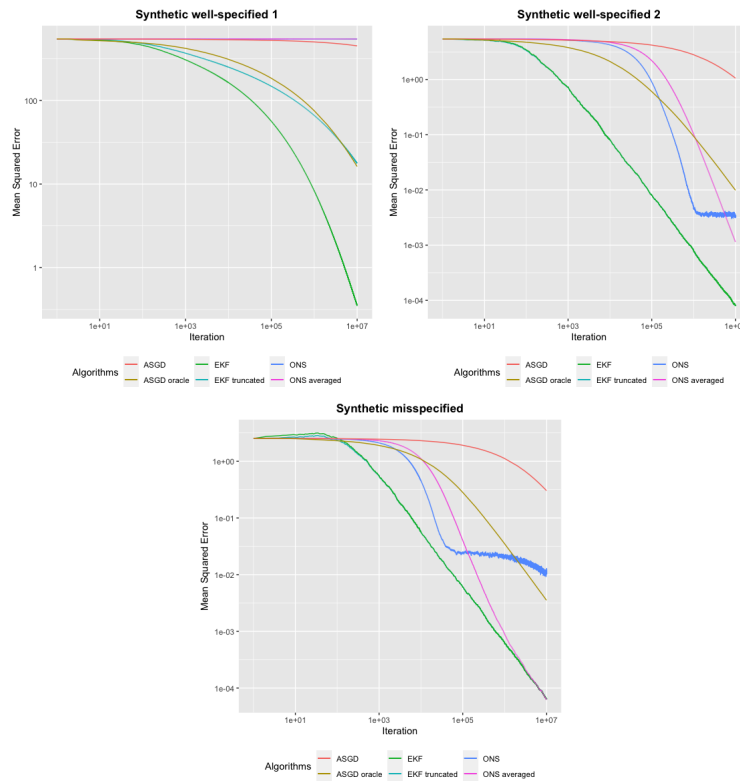 Synthetic well-specified 1
Mean Squared Error
100
10
1
1e+01
1e+03
1e+05
1e+07
Iteration
Algorithms
ASGD
EKF
ONS
ASGD oracle
EKF truncated
ONS averaged
Synthetic well-specified 2
Mean Squared Error
1e+00
1e-01
1e-02
1e-03
1e-04
1e+01
1e+03
1e+05
1e+07
Iteration
Algorithms
ASGD
EKF
ONS
ASGD oracle
EKF truncated
ONS averaged
Synthetic misspecified
Mean Squared Error
1e+00
1e-01
1e-02
1e-03
1e-04
1e+01
1e+03
1e+05
1e+07
Iteration
Algorithms
ASGD
EKF
ONS
ASGD oracle
EKF truncated
ONS averaged